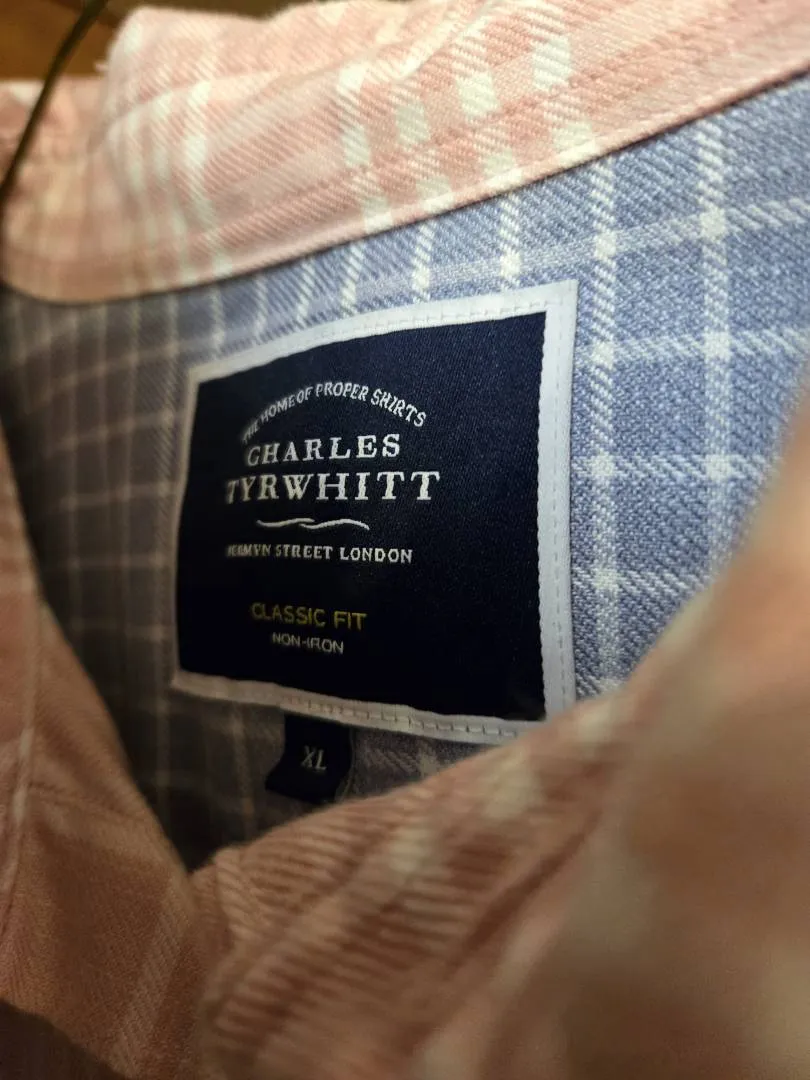 THE HOME OF PROPER SHIRTS
CHARLES
TYRWHITT
JERMYN STREET LONDON
CLASSIC FIT
NON-IRON
XL